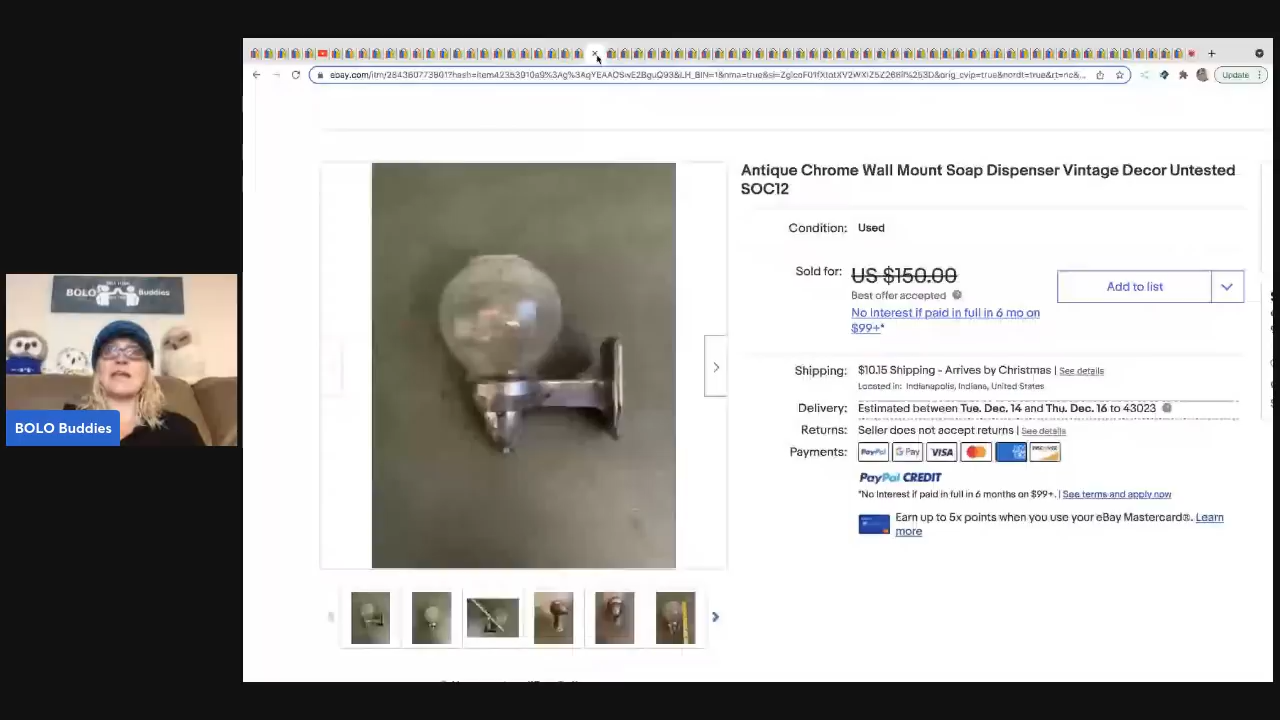 Update
BOLO
Buddies
BOLO Buddies
Antique Chrome Wall Mount Soap Dispenser Vintage Decor Untested
SOC12
Condition: Used
Sold for: US $150.00
Best offer accepted
Add to list
No Interest if paid in full in 6 mo on
$99+*
Shipping: $10.15 Shipping - Arrives by Christmas | See details
Located in: Indianapolis, Indiana, United States
Delivery: Estimated between Tue. Dec. 14 and Thu. Dec. 16 to 43023
Returns: Seller does not accept returns | See details
Payments: PayPal G Pay VISA DISCOVER
PayPal CREDIT
*No Interest if paid in full in 6 months on $99+. | See terms and apply now
Earn up to 5x points when you use your eBay Mastercard®. Learn
more